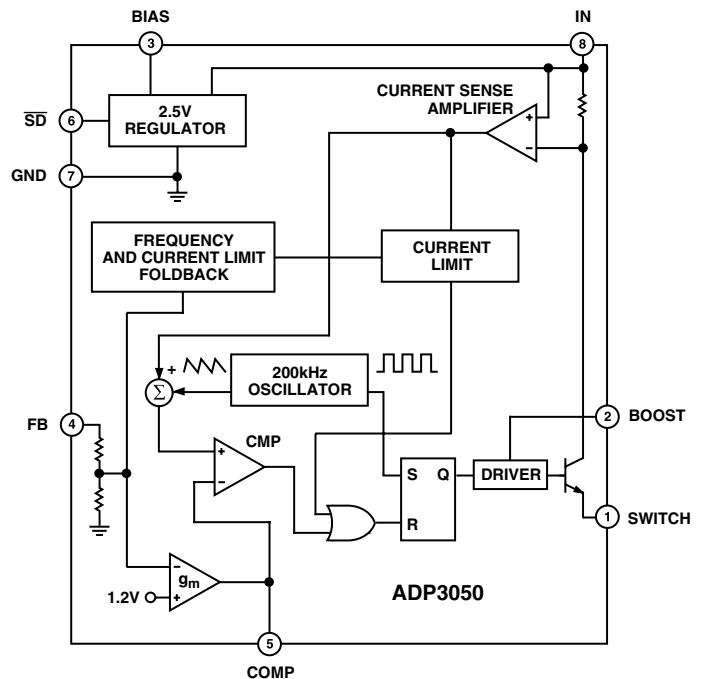 BIAS
IN
3
8
CURRENT SENSE
AMPLIFIER
+
−
SD
6
2.5V
REGULATOR
GND
7
FREQUENCY
AND CURRENT LIMIT
FOLDBACK
CURRENT
LIMIT
+
Σ
200kHz
OSCILLATOR
FB
4
2
BOOST
CMP
+
−
S Q
R
DRIVER
1
SWITCH
−
gm
+
1.2V
ADP3050
5
COMP